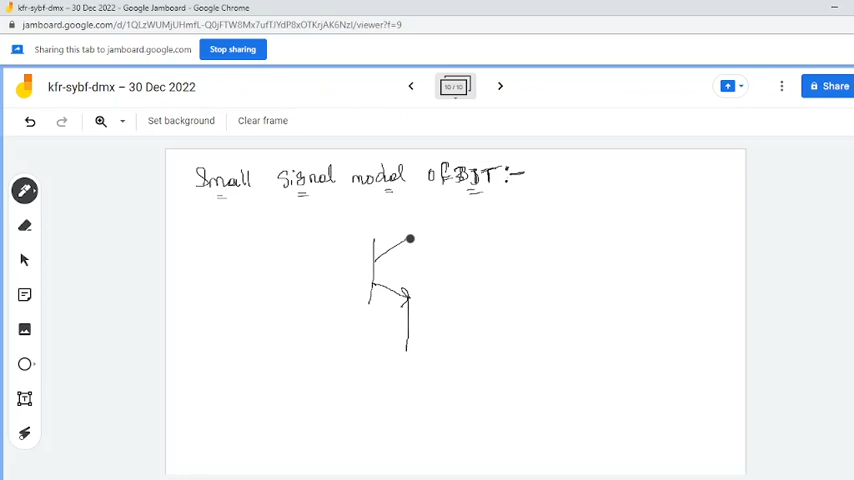 kfr-sybf-dmx – 30 Dec 2022 - Google Jamboard - Google Chrome
jamboard.google.com/d/1QLzWUMjUHmfL-Q0jFTW8Mx7ufTJYdP8xOTKrjAK6NzI/viewer?f=9
Sharing this tab to jamboard.google.com Stop sharing
kfr-sybf-dmx – 30 Dec 2022 10 / 10 Share
Set background Clear frame
Small signal modal of BJT :-